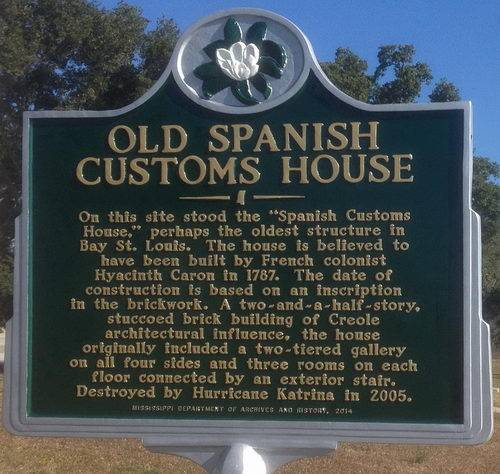 OLD SPANISH
CUSTOMS HOUSE
On this site stood the "Spanish Customs
House," perhaps the oldest structure in
Bay St. Louis. The house is believed to
have been built by French colonist
Hyacinth Caron in 1787. The date of
construction is based on an inscription
in the brickwork. A two-and-a-half-story,
stuccoed brick building of Creole
architectural influence, the house
originally included a two-tiered gallery
on all four sides and three rooms on each
floor connected by an exterior stair.
Destroyed by Hurricane Katrina in 2005.
MISSISSIPPI DEPARTMENT OF ARCHIVES AND HISTORY, 2014